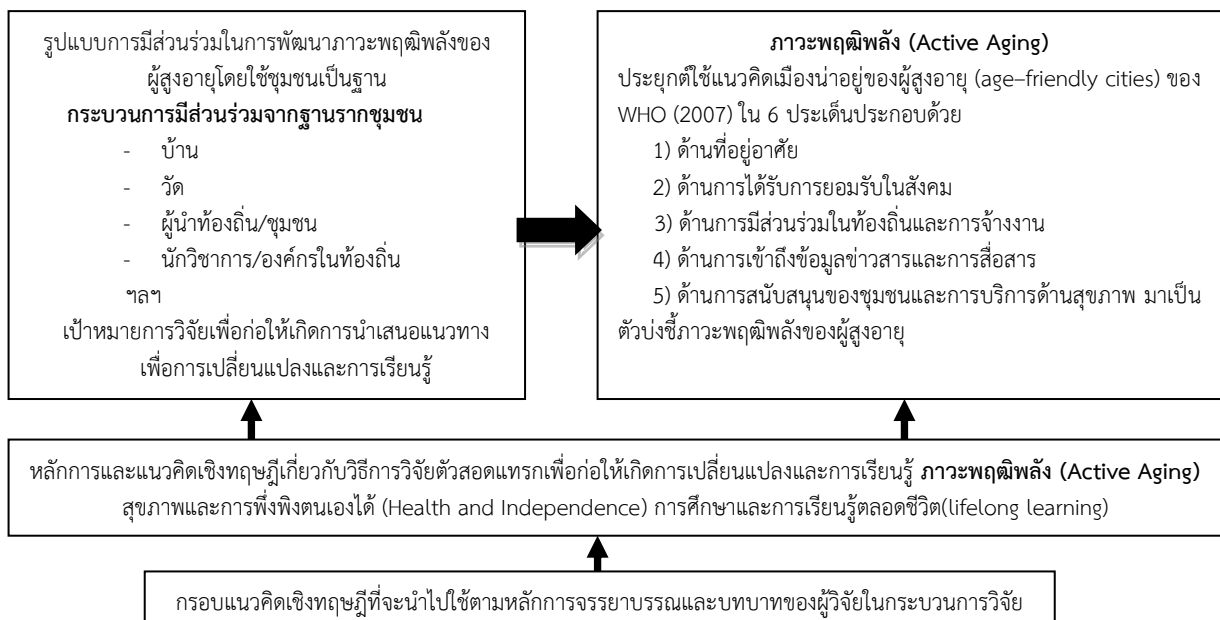 รูปแบบการมีส่วนร่วมในการพัฒนาภาวะพฤฒิพลังของ
ผู้สูงอายุโดยใช้ชุมชนเป็นฐาน
กระบวนการมีส่วนร่วมจากฐานรากชุมชน
- บ้าน
- วัด
- ผู้นำท้องถิ่น/ชุมชน
- นักวิชาการ/องค์กรในท้องถิ่น
ฯลฯ
เป้าหมายการวิจัยเพื่อก่อให้เกิดการนำเสนอแนวทาง
เพื่อการเปลี่ยนแปลงและการเรียนรู้
ภาวะพฤฒิพลัง (Active Aging)
ประยุกต์ใช้แนวคิดเมืองน่าอยู่ของผู้สูงอายุ (age–friendly cities) ของ
WHO (2007) ใน 6 ประเด็นประกอบด้วย
1) ด้านที่อยู่อาศัย
2) ด้านการได้รับการยอมรับในสังคม
3) ด้านการมีส่วนร่วมในท้องถิ่นและการจ้างงาน
4) ด้านการเข้าถึงข้อมูลข่าวสารและการสื่อสาร
5) ด้านการสนับสนุนของชุมชนและการบริการด้านสุขภาพ มาเป็น
ตัวบ่งชี้ภาวะพฤฒิพลังของผู้สูงอายุ
หลักการและแนวคิดเชิงทฤษฎีเกี่ยวกับวิธีการวิจัยตัวสอดแทรกเพื่อก่อให้เกิดการเปลี่ยนแปลงและการเรียนรู้ ภาวะพฤฒิพลัง (Active Aging)
สุขภาพและการพึ่งพิงตนเองได้ (Health and Independence) การศึกษาและการเรียนรู้ตลอดชีวิต(lifelong learning)
กรอบแนวคิดเชิงทฤษฎีที่จะนำไปใช้ตามหลักการจรรยาบรรณและบทบาทของผู้วิจัยในกระบวนการวิจัย